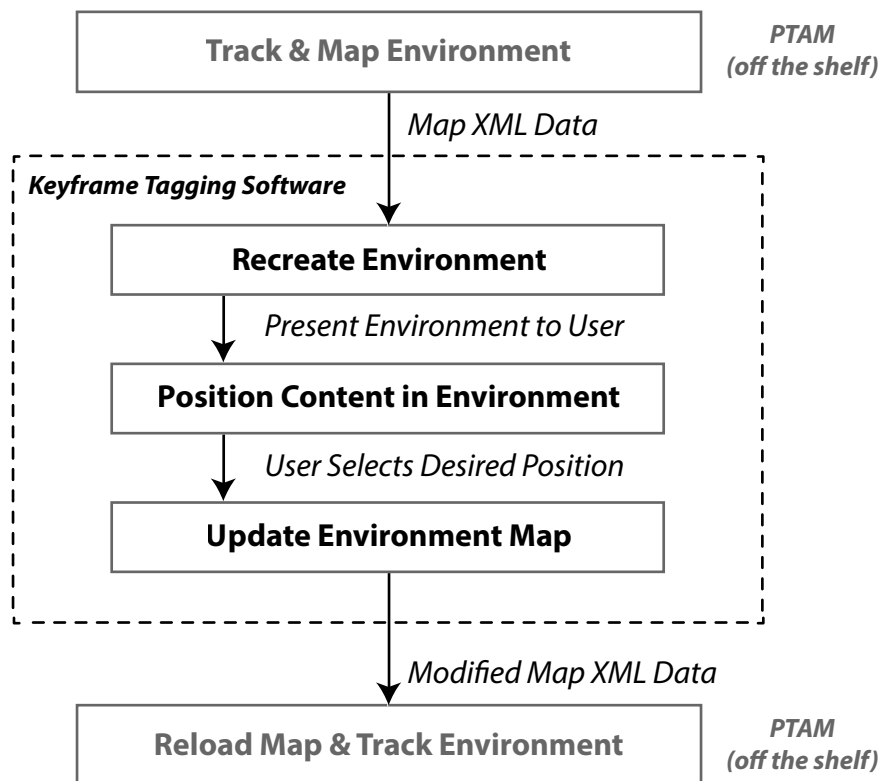 Track & Map Environment
PTAM
(off the shelf)
Map XML Data
Keyframe Tagging Software
Recreate Environment
Present Environment to User
Position Content in Environment
User Selects Desired Position
Update Environment Map
Modified Map XML Data
Reload Map & Track Environment
PTAM
(off the shelf)